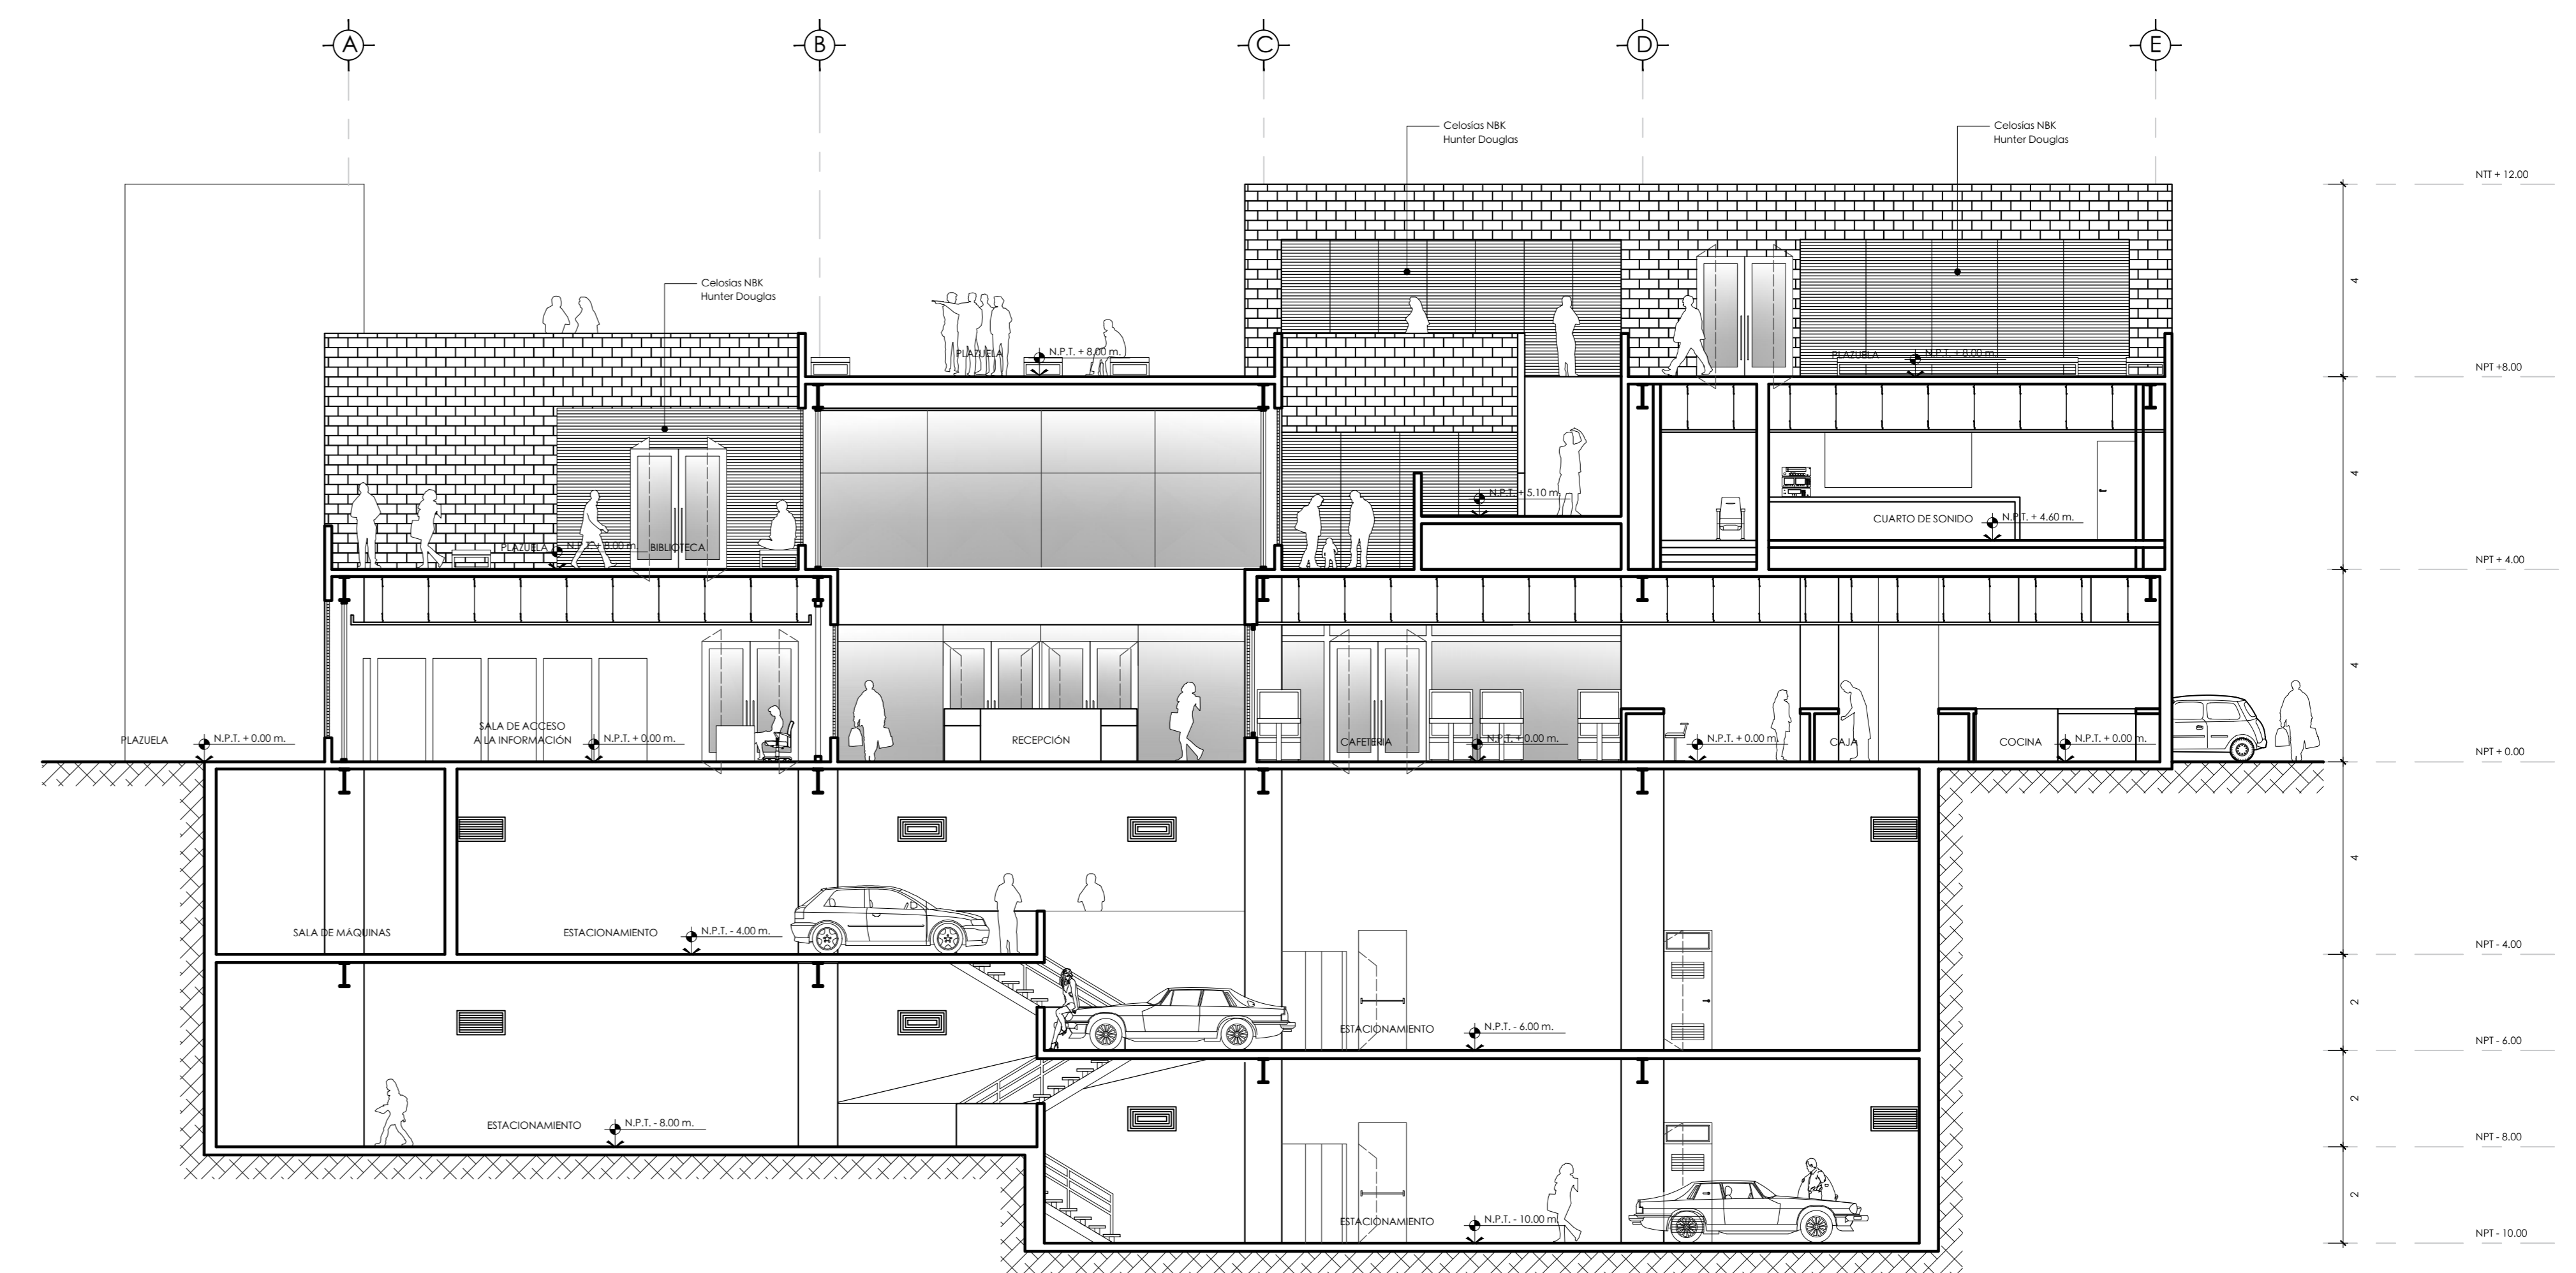 A
B
C
D
E
Celosías NBK
Hunter Douglas
Celosías NBK
Hunter Douglas
NTT + 12.00
Celosías NBK
Hunter Douglas
4
PLAZUELA
N.P.T. + 8.00 m.
PLAZUELA
N.P.T. + 8.00 m.
NPT +8.00
4
N.P.T. + 5.10 m.
CUARTO DE SONIDO
N.P.T. + 4.60 m.
PLAZUELA
N.P.T. + 8.00 m.
BIBLIOTECA
NPT + 4.00
4
SALA DE ACCESO
A LA INFORMACIÓN
N.P.T. + 0.00 m.
PLAZUELA
N.P.T. + 0.00 m.
RECEPCIÓN
CAFETERIA
N.P.T. + 0.00 m.
N.P.T. + 0.00 m.
CAJA
COCINA
N.P.T. + 0.00 m.
NPT + 0.00
4
SALA DE MÁQUINAS
ESTACIONAMIENTO
N.P.T. - 4.00 m.
NPT - 4.00
2
ESTACIONAMIENTO
N.P.T. - 6.00 m.
NPT - 6.00
2
ESTACIONAMIENTO
N.P.T. - 8.00 m.
NPT - 8.00
2
ESTACIONAMIENTO
N.P.T. - 10.00 m.
NPT - 10.00